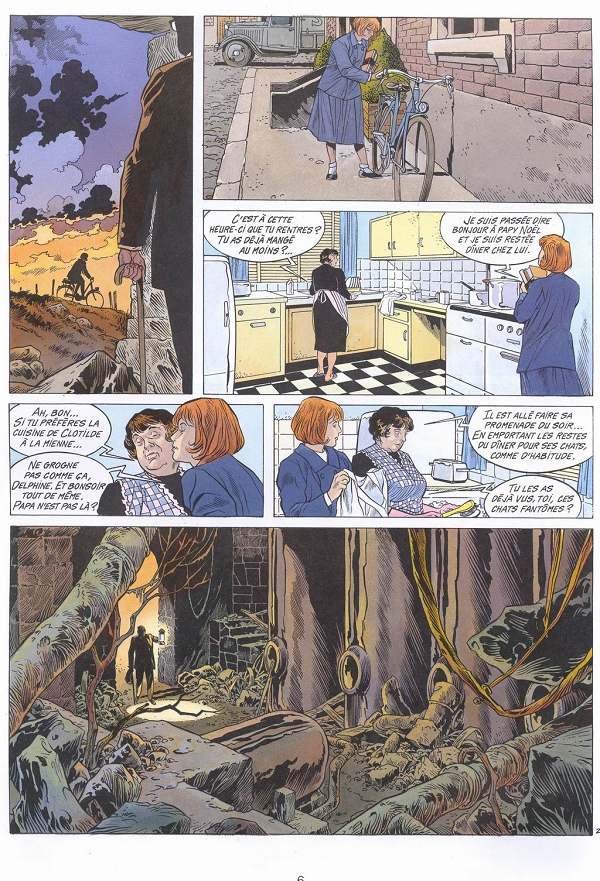 C'EST À CETTE
HEURE-CI QUE TU RENTRES?
TU AS DÉJÀ MANGÉ
AU MOINS?...
JE SUIS PASSÉE DIRE
BONJOUR À PAPY NOËL
ET JE SUIS RESTÉE
DÎNER CHEZ LUI.
AH, BON...
SI TU PRÉFÈRES LA
CUISINE DE CLOTILDE
À LA MIENNE...
NE GROGNE
PAS COMME ÇA,
DELPHINE. ET BONSOIR
TOUT DE MÊME.
PAPA N'EST PAS LÀ?
IL EST ALLÉ FAIRE SA
PROMENADE DU SOIR...
EN EMPORTANT LES RESTES
DU DÎNER POUR SES CHATS,
COMME D'HABITUDE.
TU LES AS
DÉJÀ VUS, TOI, CES
CHATS FANTÔMES?
2
6